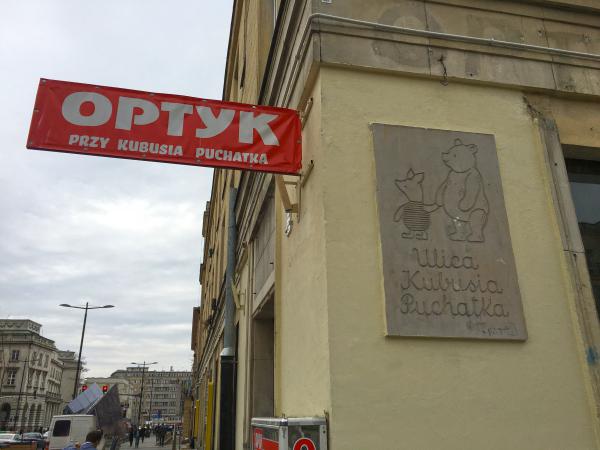 OPTYK
PRZY KUBUSIA PUCHATKA
Ulica
Kubusia
Puchatka